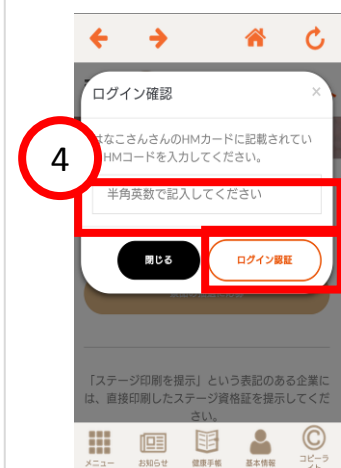 ログイン確認
×
はなこさんさんのHMカードに記載されてい
HMコードを入力してください。
4
半角英数で記入してください
閉じる
ログイン認証
「ステージ印刷を提示」という表記のある企業に
は、直接印刷したステージ資格証を提示してくだ
さい。
メニュー
お知らせ
健康手帳
基本情報
©
コピーラ
イト